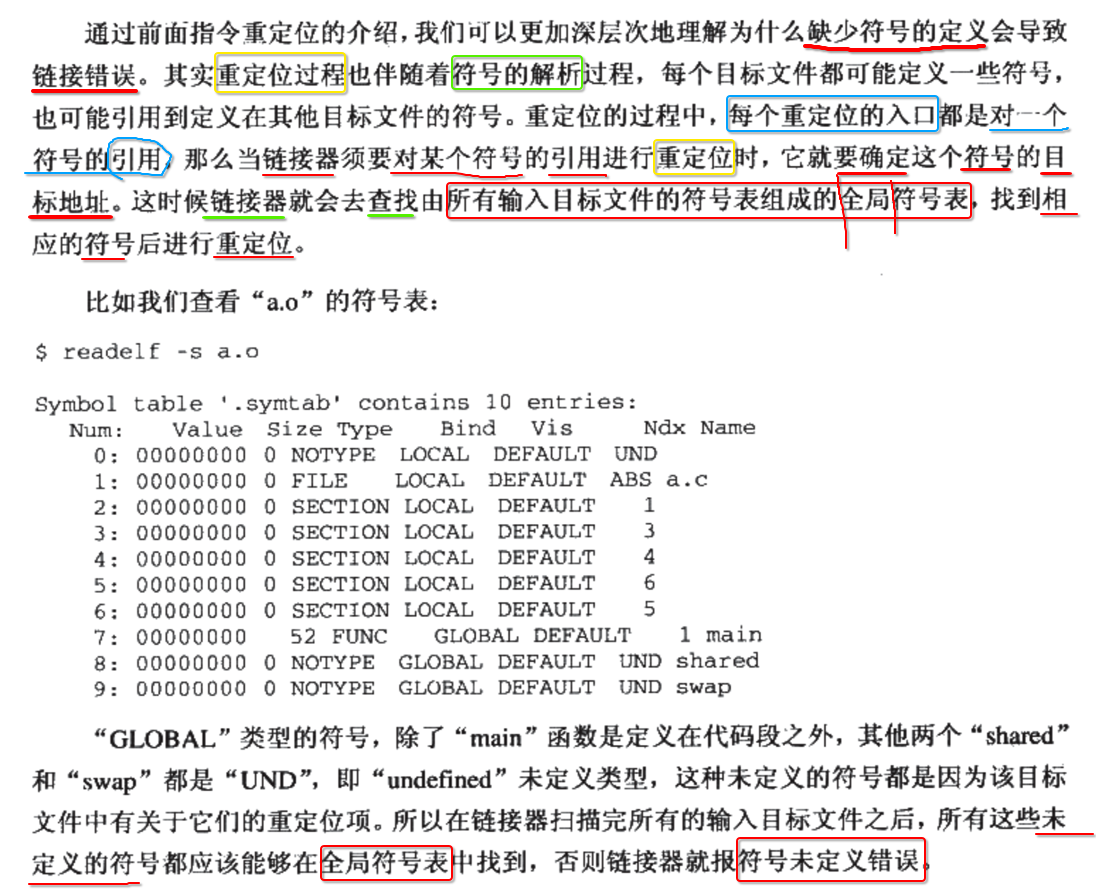 通过前面指令重定位的介绍，我们可以更加深层次地理解为什么缺少符号的定义会导致
链接错误。其实重定位过程也伴随着符号的解析过程，每个目标文件都可能定义一些符号，
也可能引用到定义在其他目标文件的符号。重定位的过程中，每个重定位的入口都是对一个
符号的引用，那么当链接器须要对某个符号的引用进行重定位时，它就要确定这个符号的目
标地址。这时候链接器就会去查找由所有输入目标文件的符号表组成的全局符号表，找到相
应的符号后进行重定位。
比如我们查看“a.o”的符号表：
$ readelf -s a.o
Symbol table '.symtab' contains 10 entries:
Num: Value Size Type Bind Vis Ndx Name
0: 00000000 0 NOTYPE LOCAL DEFAULT UND
1: 00000000 0 FILE LOCAL DEFAULT ABS a.c
2: 00000000 0 SECTION LOCAL DEFAULT 1
3: 00000000 0 SECTION LOCAL DEFAULT 3
4: 00000000 0 SECTION LOCAL DEFAULT 4
5: 00000000 0 SECTION LOCAL DEFAULT 6
6: 00000000 0 SECTION LOCAL DEFAULT 5
7: 00000000 52 FUNC GLOBAL DEFAULT 1 main
8: 00000000 0 NOTYPE GLOBAL DEFAULT UND shared
9: 00000000 0 NOTYPE GLOBAL DEFAULT UND swap
“GLOBAL”类型的符号，除了“main”函数是定义在代码段之外，其他两个“shared”
和“swap”都是“UND”，即“undefined”未定义类型，这种未定义的符号都是因为该目标
文件中有关于它们的重定位项。所以在链接器扫描完所有的输入目标文件之后，所有这些未
定义的符号都应该能够在全局符号表中找到，否则链接器就报符号未定义错误。